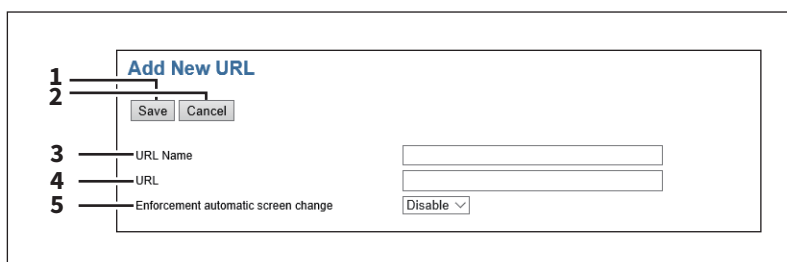 Add New URL
1
2
Save Cancel
3 URL Name
4 URL
5 Enforcement automatic screen change Disable